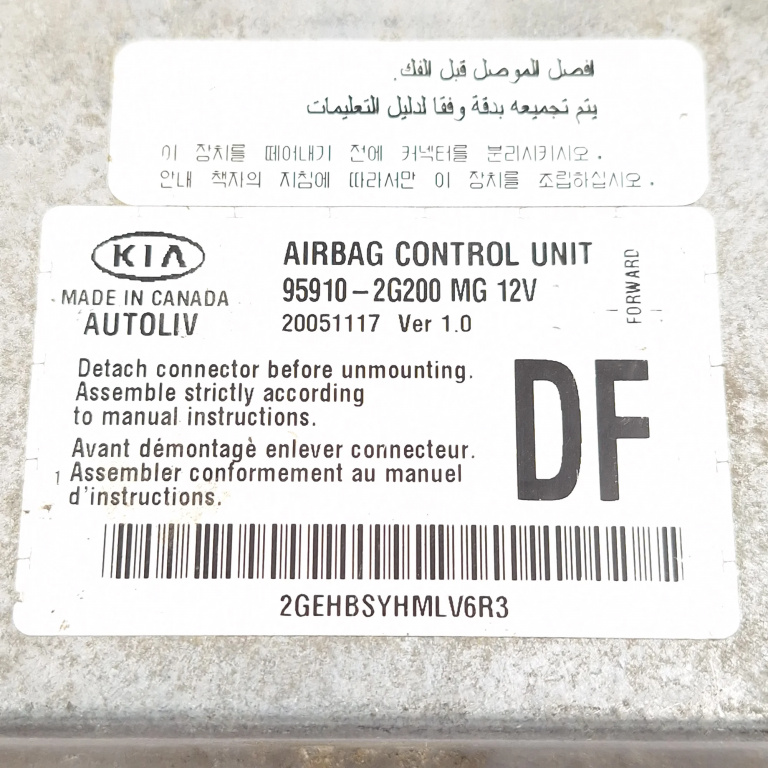 افصل الموصل قبل الفك.
يتم تجميعه بدقة وفقا لدليل التعليمات
이 장치를 떼어내기 전에 커넥터를 분리시키시오.
안내 책자의 지침에 따라서만 이 장치를 조립하십시오.
KIA
AIRBAG CONTROL UNIT
MADE IN CANADA
95910-2G200 MG 12V
AUTOLIV
20051117 Ver 1.0
FORWARD
Detach connector before unmounting.
Assemble strictly according
to manual instructions.
DF
Avant démontagè enlever connecteur.
Assembler conformement au manuel
d'instructions.
2GEHBSYHMLV6R3